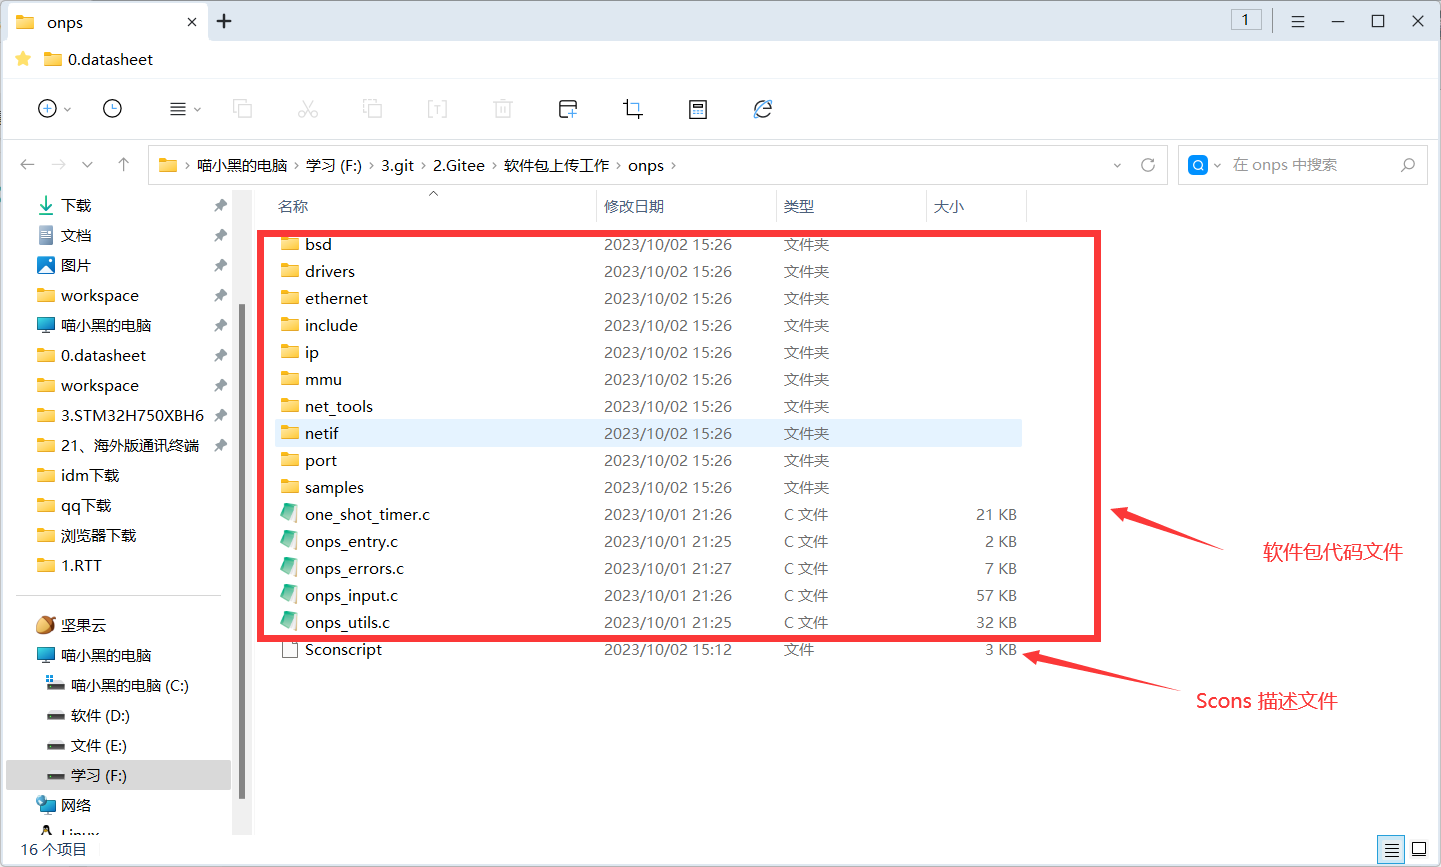 onps
1
0.datasheet
喵小黑的电脑 学习 (F:) 3.git 2.Gitee 软件包上传工作 onps
在 onps 中搜索
下载
文档
图片
workspace
喵小黑的电脑
0.datasheet
workspace
3.STM32H750XBH6
21、海外版通讯终端
idm下载
qq下载
浏览器下载
1.RTT
坚果云
喵小黑的电脑
喵小黑的电脑 (C:)
软件 (D:)
文件 (E:)
学习 (F:)
网络
Linux
名称 修改日期 类型 大小
bsd 2023/10/02 15:26 文件夹
drivers 2023/10/02 15:26 文件夹
ethernet 2023/10/02 15:26 文件夹
include 2023/10/02 15:26 文件夹
ip 2023/10/02 15:26 文件夹
mmu 2023/10/02 15:26 文件夹
net_tools 2023/10/02 15:26 文件夹
netif 2023/10/02 15:26 文件夹
port 2023/10/02 15:26 文件夹
samples 2023/10/02 15:26 文件夹
one_shot_timer.c 2023/10/01 21:26 C 文件 21 KB
onps_entry.c 2023/10/01 21:25 C 文件 2 KB
onps_errors.c 2023/10/01 21:27 C 文件 7 KB
onps_input.c 2023/10/01 21:26 C 文件 57 KB
onps_utils.c 2023/10/01 21:25 C 文件 32 KB
Sconscript 2023/10/02 15:12 文件 3 KB
软件包代码文件
Scons 描述文件
16 个项目